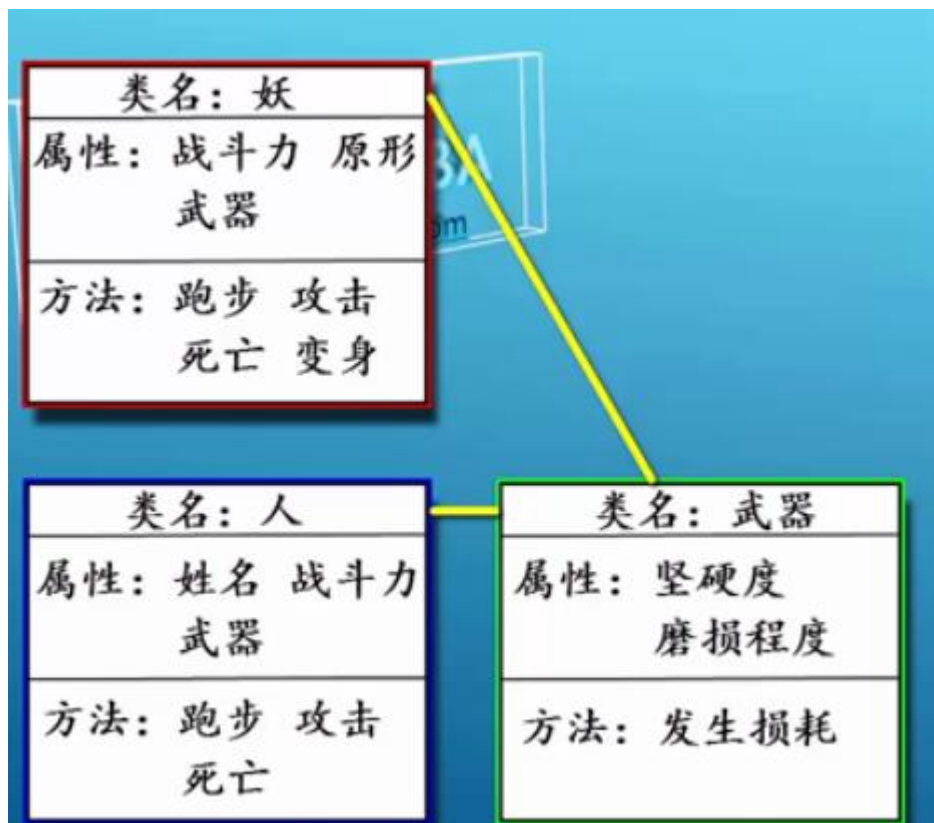 类名：妖
属性：战斗力 原形
武器
方法：跑步 攻击
死亡 变身
类名：人
属性：姓名 战斗力
武器
方法：跑步 攻击
死亡
类名：武器
属性：坚硬度
磨损程度
方法：发生损耗